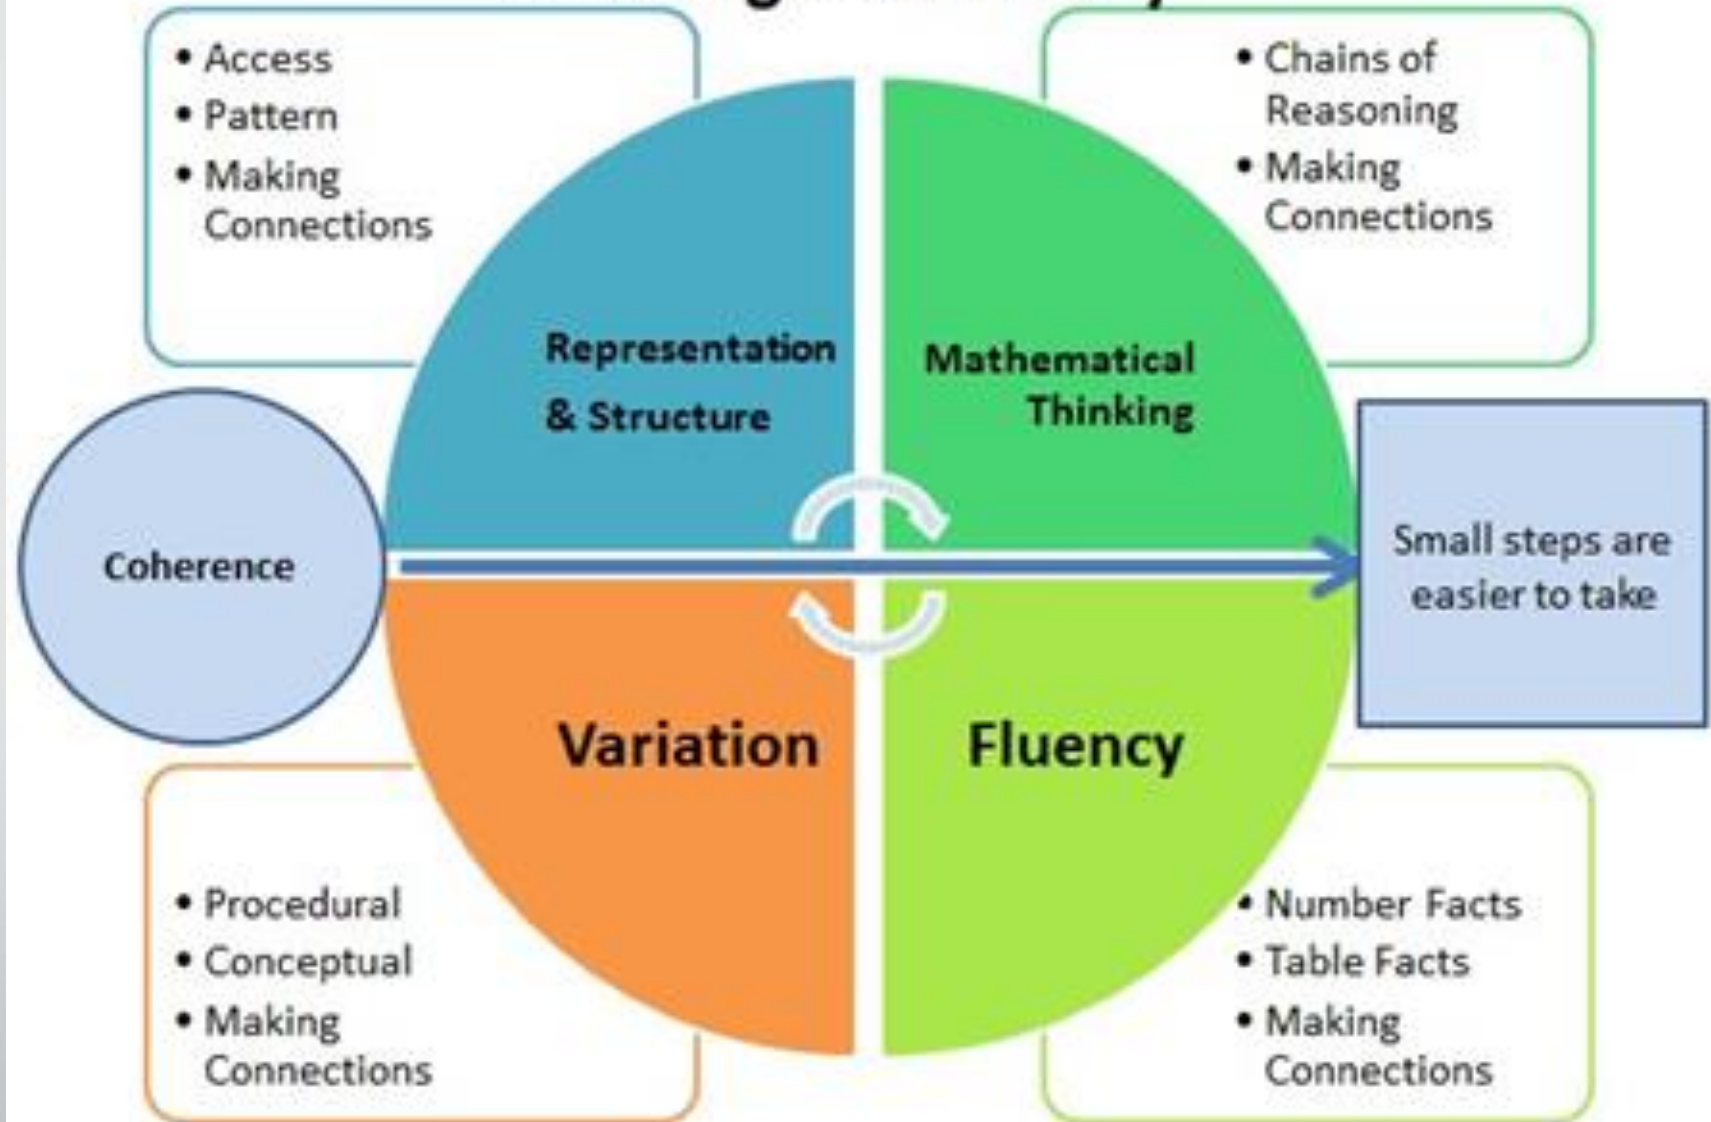 • Access
• Pattern
• Making
Connections
• Chains of
Reasoning
• Making
Connections
Representation
& Structure
Mathematical
Thinking
Coherence
Small steps are
easier to take
Variation
Fluency
• Procedural
• Conceptual
• Making
Connections
• Number Facts
• Table Facts
• Making
Connections